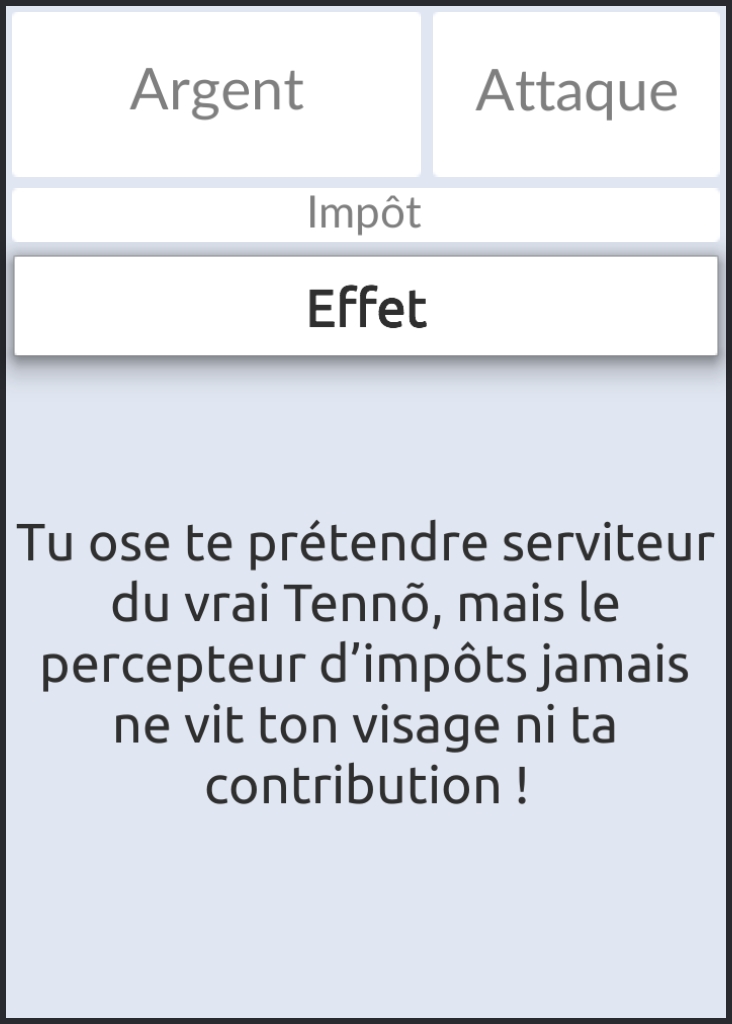 Argent
Attaque
Impôt
Effet
Tu ose te prétendre serviteur
du vrai Tennõ, mais le
percepteur d’impôts jamais
ne vit ton visage ni ta
contribution !